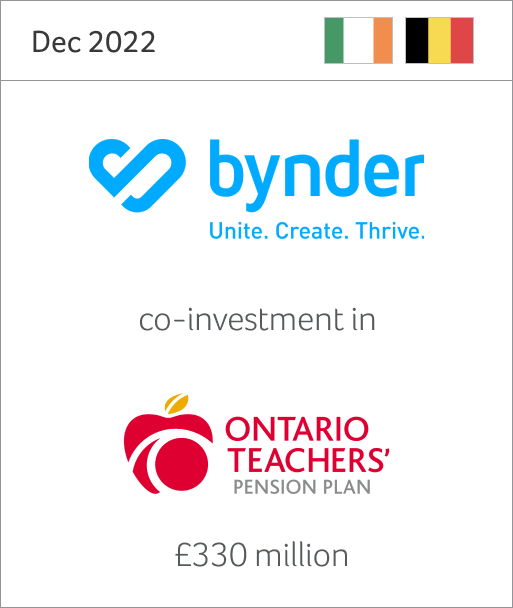 Dec 2022
bynder
Unite. Create. Thrive.
co-investment in
ONTARIO
TEACHERS'
PENSION PLAN
£330 million